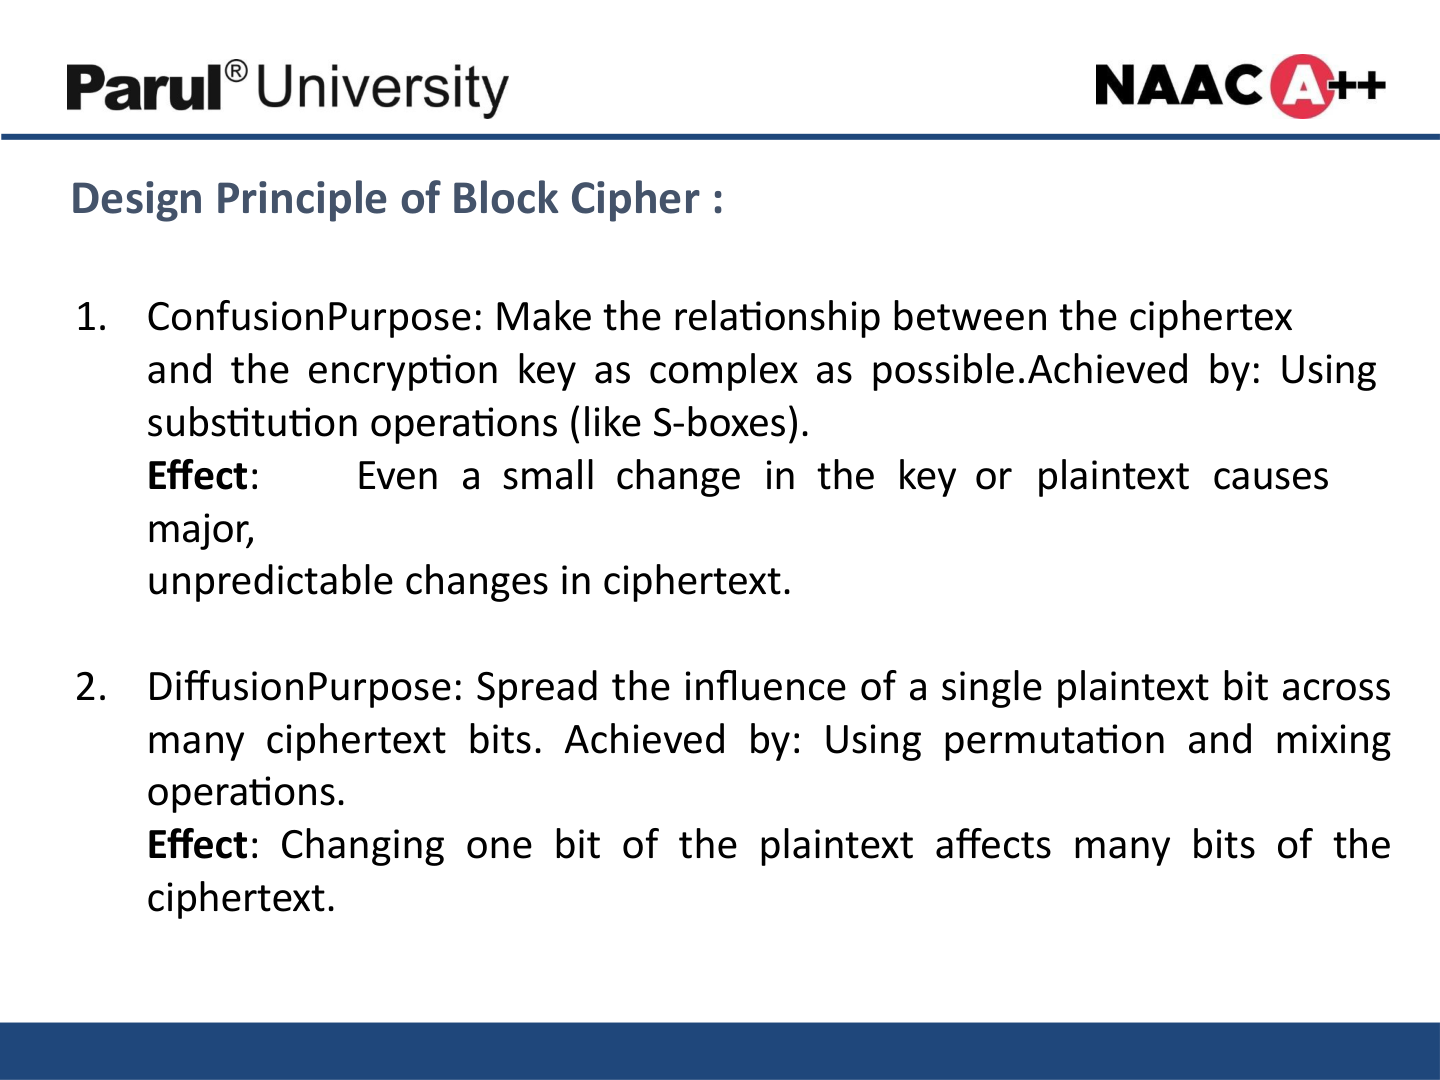 Parul® University
NAAC A++
Design Principle of Block Cipher :
1. ConfusionPurpose: Make the relationship between the ciphertex
and the encryption key as complex as possible.Achieved by: Using
substitution operations (like S-boxes).
Effect: Even a small change in the key or plaintext causes
major,
unpredictable changes in ciphertext.
2. DiffusionPurpose: Spread the influence of a single plaintext bit across
many ciphertext bits. Achieved by: Using permutation and mixing
operations.
Effect: Changing one bit of the plaintext affects many bits of the
ciphertext.